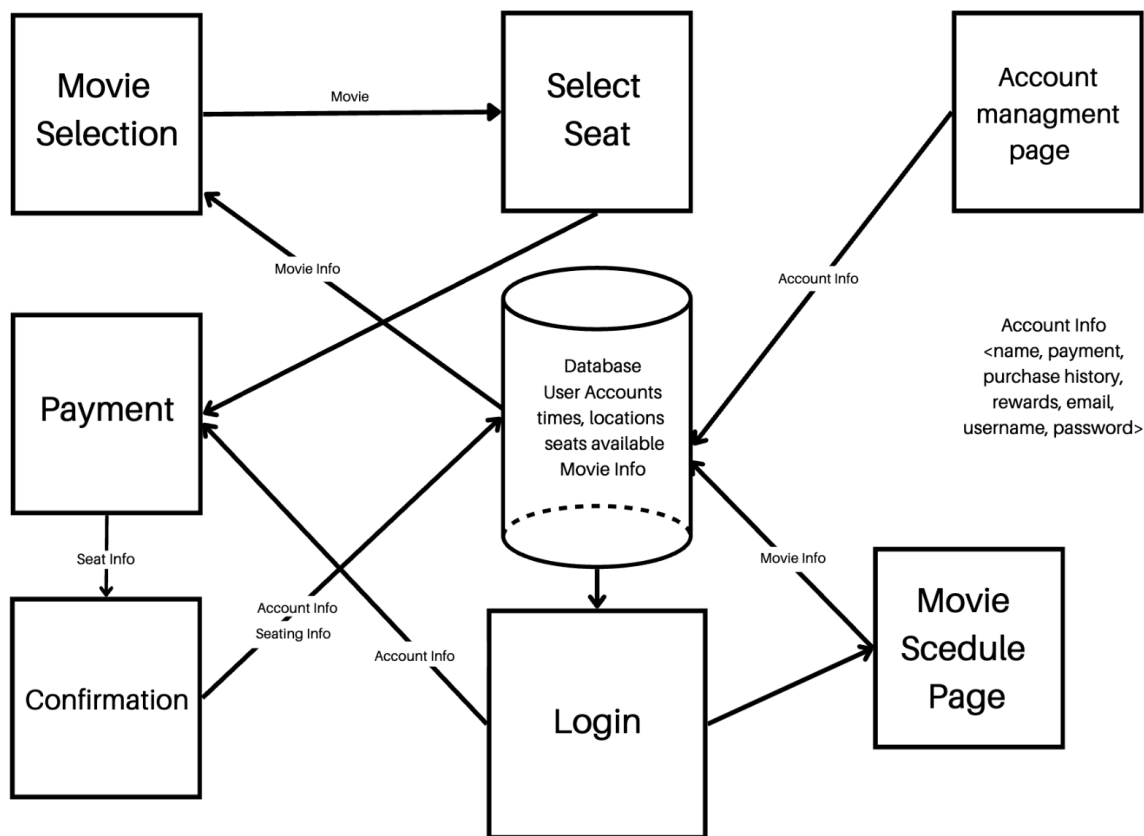 Movie
Selection
Movie
Select
Seat
Account
managment
page
Movie Info
Account Info
Payment
Database
User Accounts
times, locations
seats available
Movie Info
Account Info
<name, payment,
purchase history,
rewards, email,
username, password>
Seat Info
Movie Info
Account Info
Seating Info
Account Info
Confirmation
Login
Movie
Scedule
Page